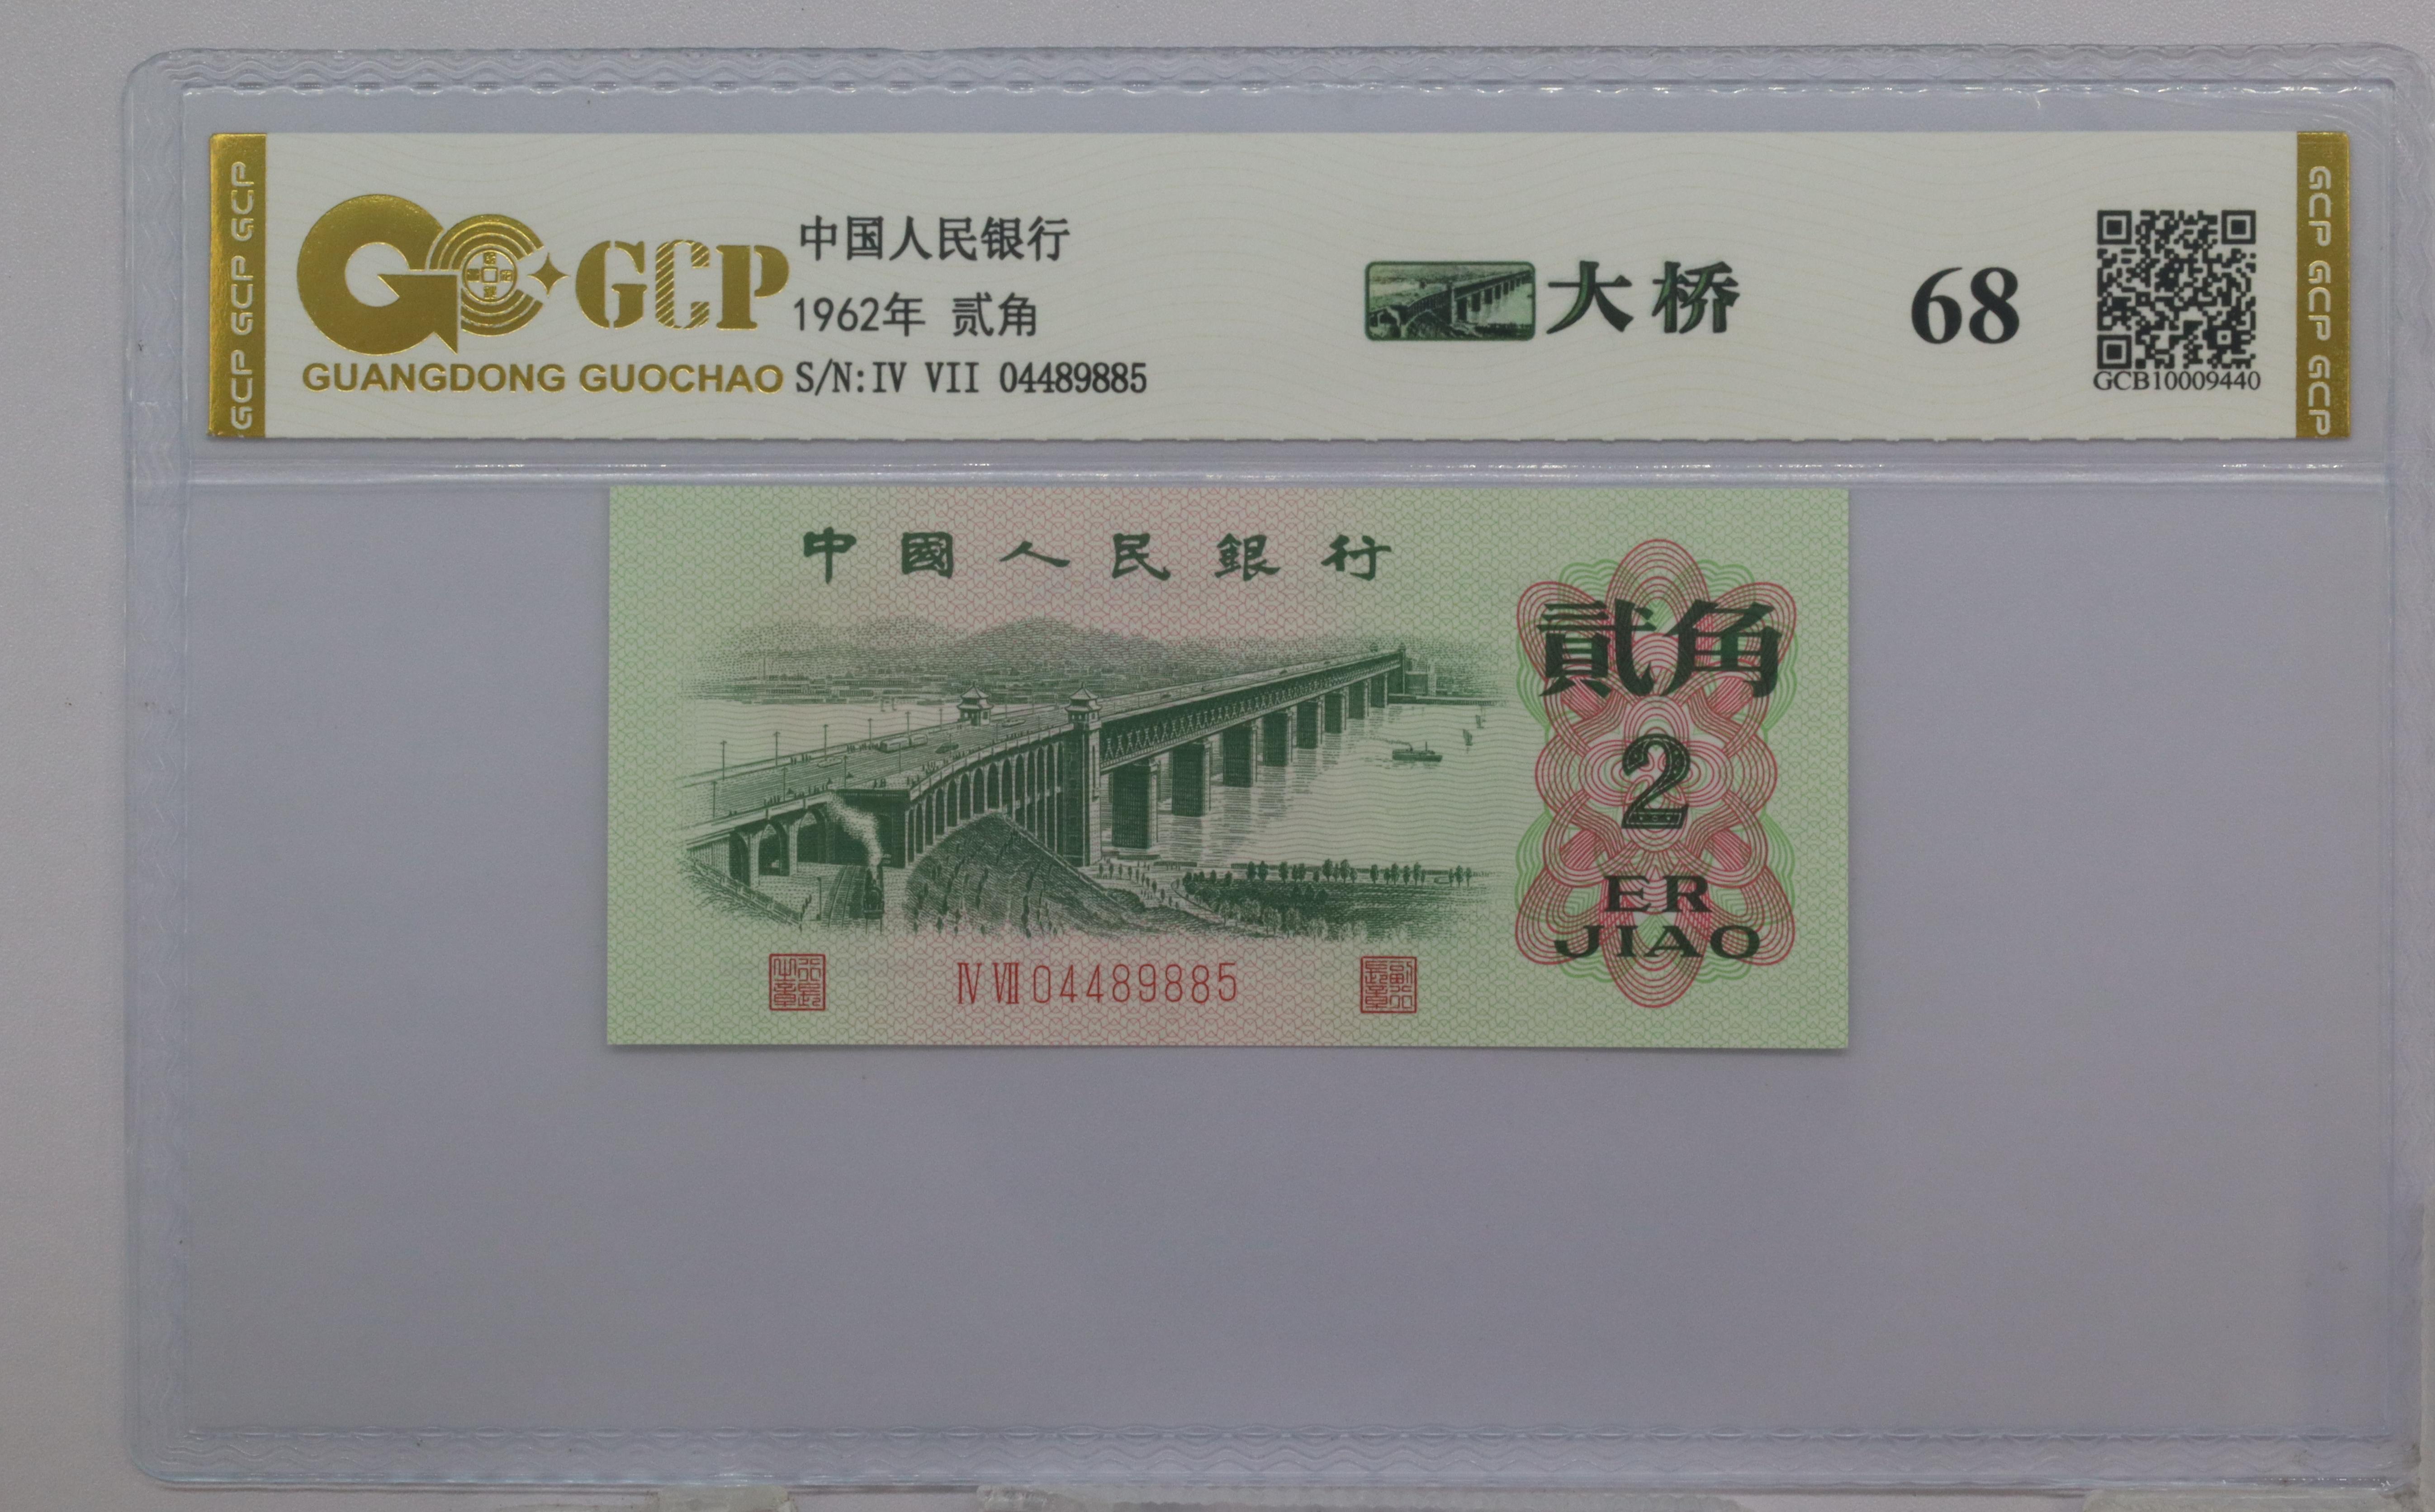 GCP GCP GCP
GCP
GUANGDONG GUOCHAO
中国人民银行
1962年 贰角
S/N:IV VII 04489885
大桥
68
GCB10009440
GCP GCP GCP
中國人民銀行
貳角
2
ER
JIAO
Ⅳ Ⅶ 04489885